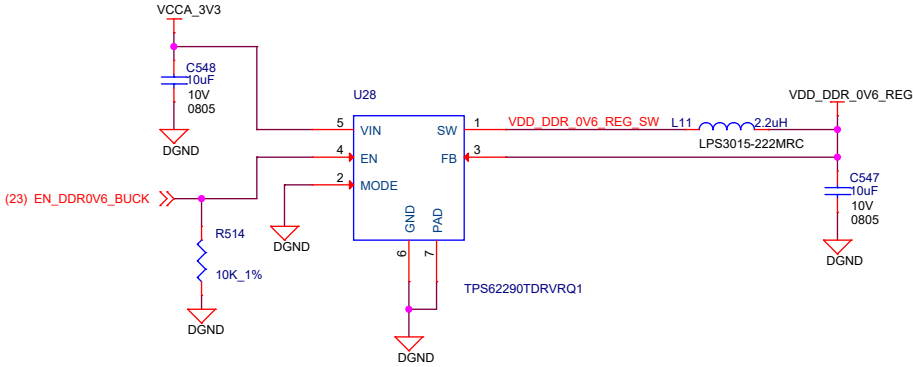 VCCA_3V3
C548
10uF
10V
0805
DGND
U28
5 VIN
4 EN
2 MODE
SW 1
FB 3
GND
PAD
6
7
VDD_DDR_0V6_REG_SW
L11
2.2uH
LPS3015-222MRC
VDD_DDR_0V6_REG
C547
10uF
10V
0805
DGND
(23) EN_DDR0V6_BUCK
DGND
R514
10K_1%
DGND
TPS62290TDRVRQ1
DGND